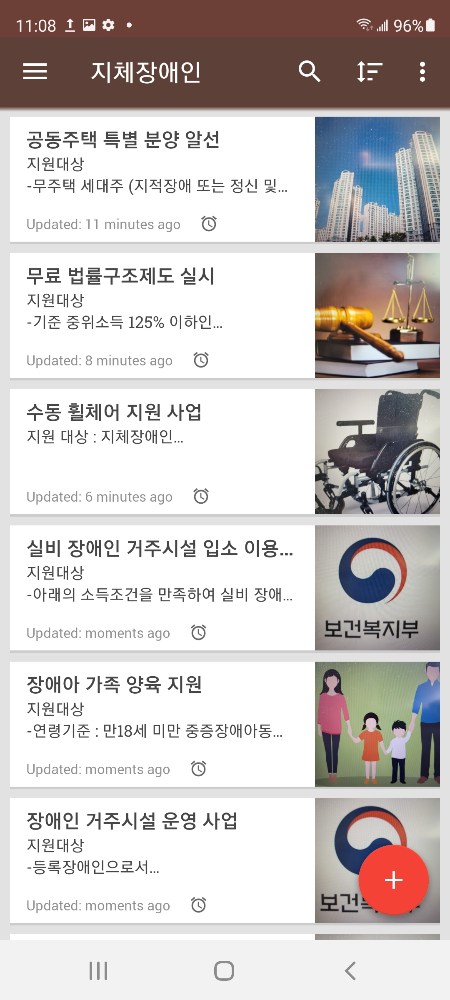 11:08
96%
지체장애인
공동주택 특별 분양 알선
지원대상
-무주택 세대주 (지적장애 또는 정신 및...
Updated: 11 minutes ago
무료 법률구조제도 실시
지원대상
-기준 중위소득 125% 이하인...
Updated: 8 minutes ago
수동 휠체어 지원 사업
지원 대상 : 지체장애인...
Updated: 6 minutes ago
실비 장애인 거주시설 입소 이용...
지원대상
-아래의 소득조건을 만족하여 실비 장애...
Updated: moments ago
보건복지부
장애아 가족 양육 지원
지원대상
-연령기준 : 만18세 미만 중증장애아동...
Updated: moments ago
장애인 거주시설 운영 사업
지원대상
-등록장애인으로서...
Updated: moments ago
보건